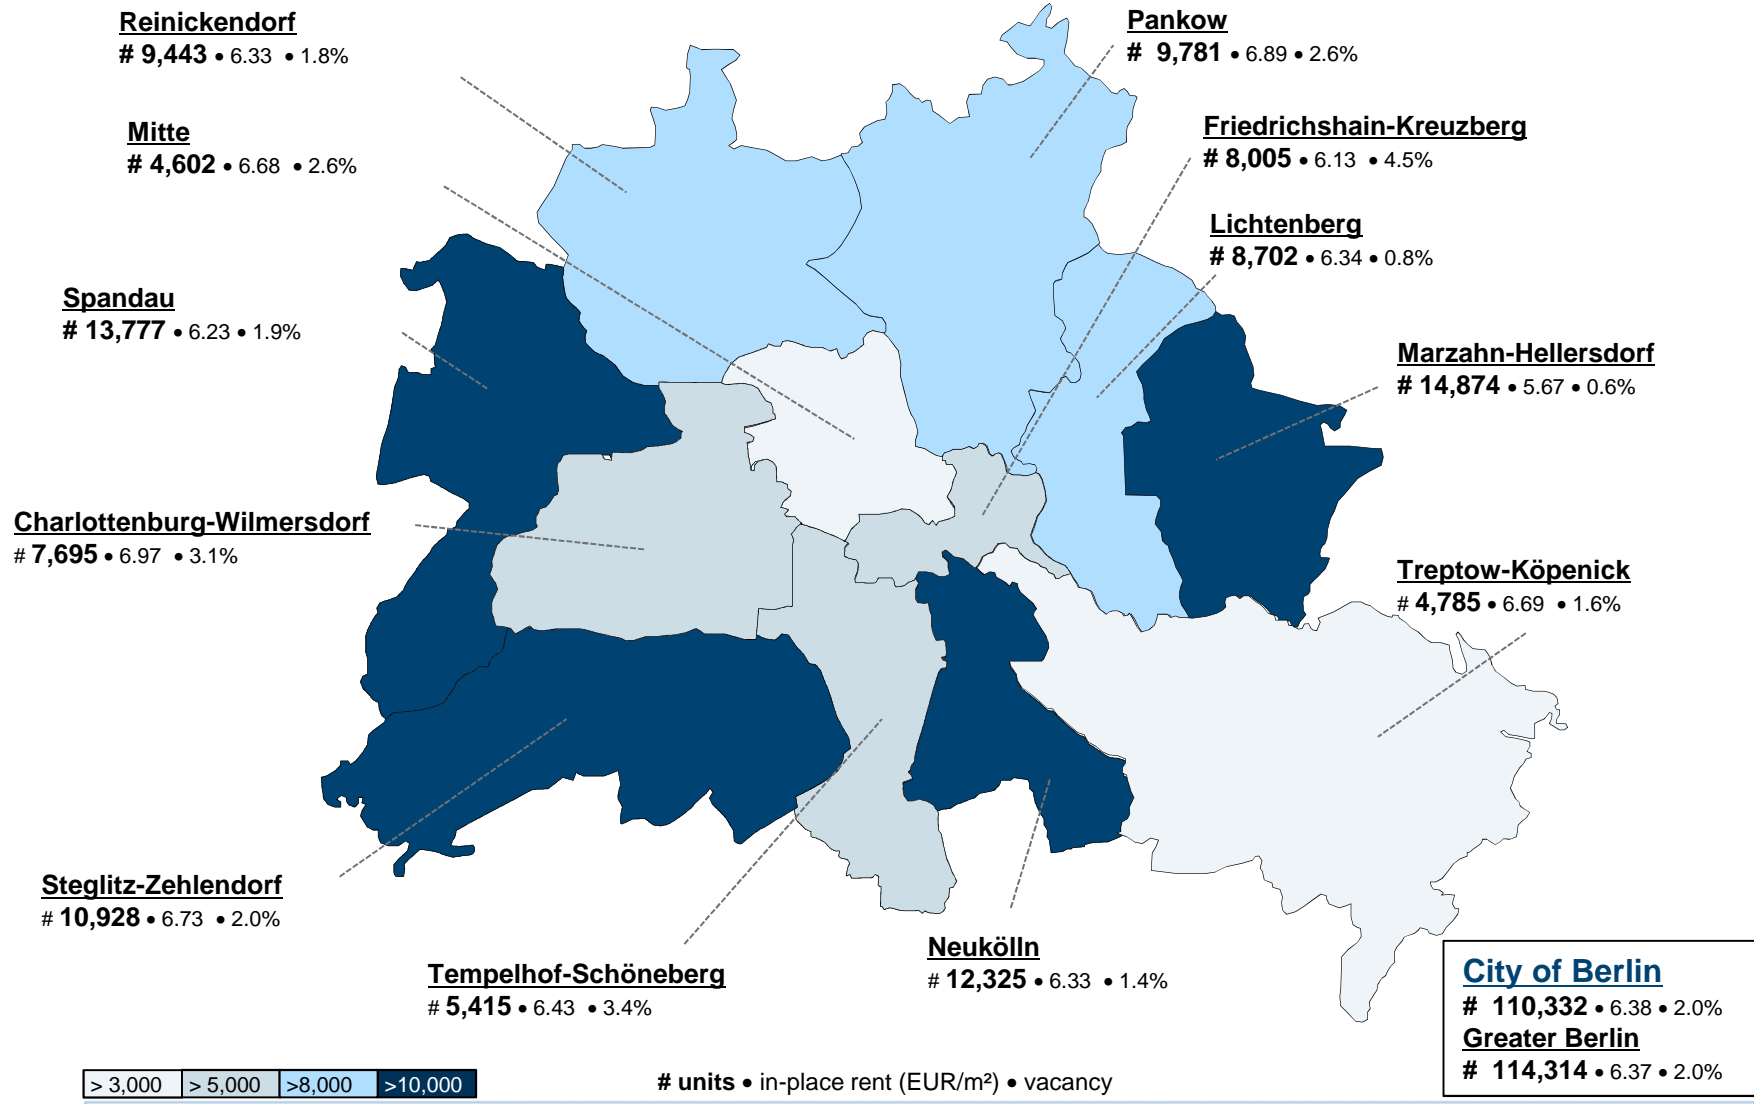 Reinickendorf
# 9,443 • 6.33 • 1.8%
Pankow
# 9,781 • 6.89 • 2.6%
Mitte
# 4,602 • 6.68 • 2.6%
Friedrichshain-Kreuzberg
# 8,005 • 6.13 • 4.5%
Lichtenberg
# 8,702 • 6.34 • 0.8%
Spandau
# 13,777 • 6.23 • 1.9%
Marzahn-Hellersdorf
# 14,874 • 5.67 • 0.6%
Charlottenburg-Wilmersdorf
# 7,695 • 6.97 • 3.1%
Treptow-Köpenick
# 4,785 • 6.69 • 1.6%
Steglitz-Zehlendorf
# 10,928 • 6.73 • 2.0%
Tempelhof-Schöneberg
# 5,415 • 6.43 • 3.4%
Neukölln
# 12,325 • 6.33 • 1.4%
City of Berlin
# 110,332 • 6.38 • 2.0%
Greater Berlin
# 114,314 • 6.37 • 2.0%
> 3,000 > 5,000 >8,000 >10,000
# units • in-place rent (EUR/m²) • vacancy